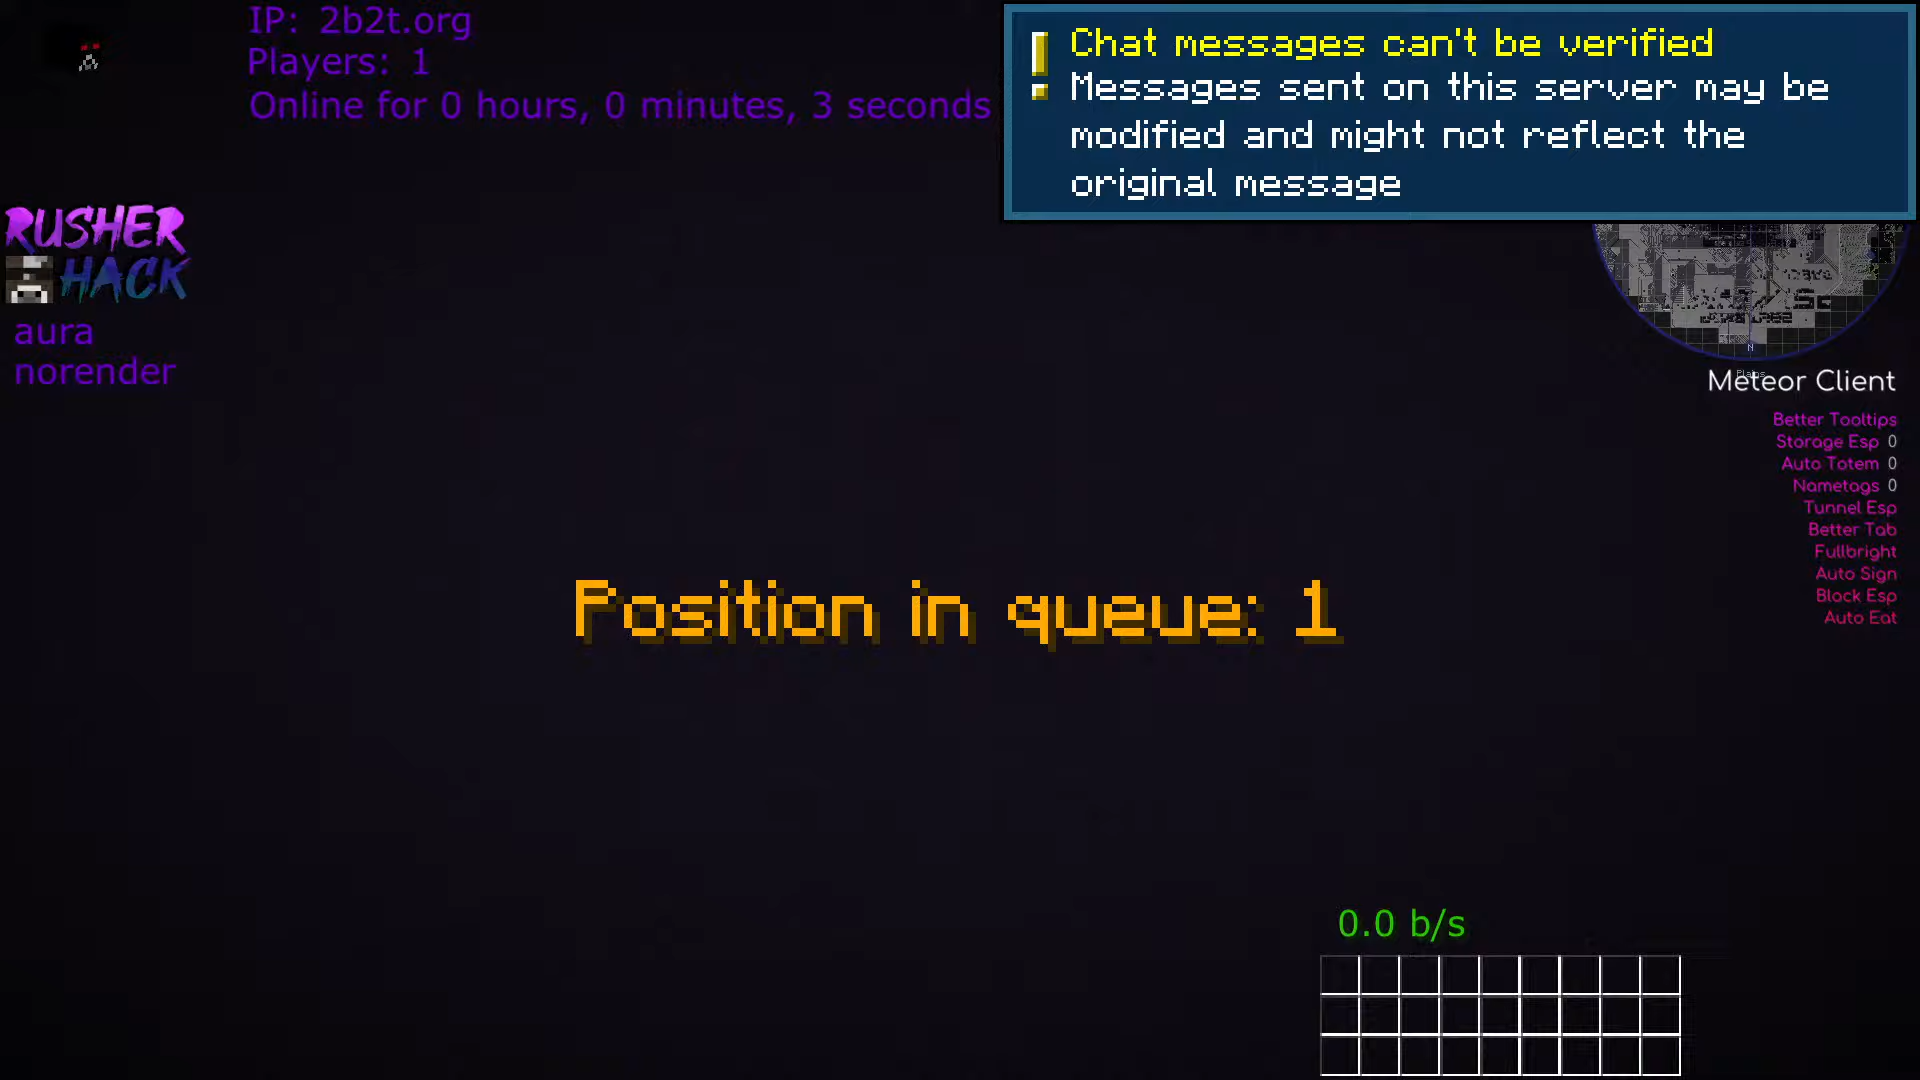 IP: 2b2t.org
Players: 1
Online for 0 hours, 0 minutes, 3 seconds
Chat messages can't be verified
Messages sent on this server may be
modified and might not reflect the
original message
RUSHER
HACK
aura
norender
N
Plains
Meteor Client
Better Tooltips
Storage Esp 0
Auto Totem 0
Nametags 0
Tunnel Esp
Better Tab
Fullbright
Auto Sign
Block Esp
Auto Eat
Position in queue: 1
0.0 b/s